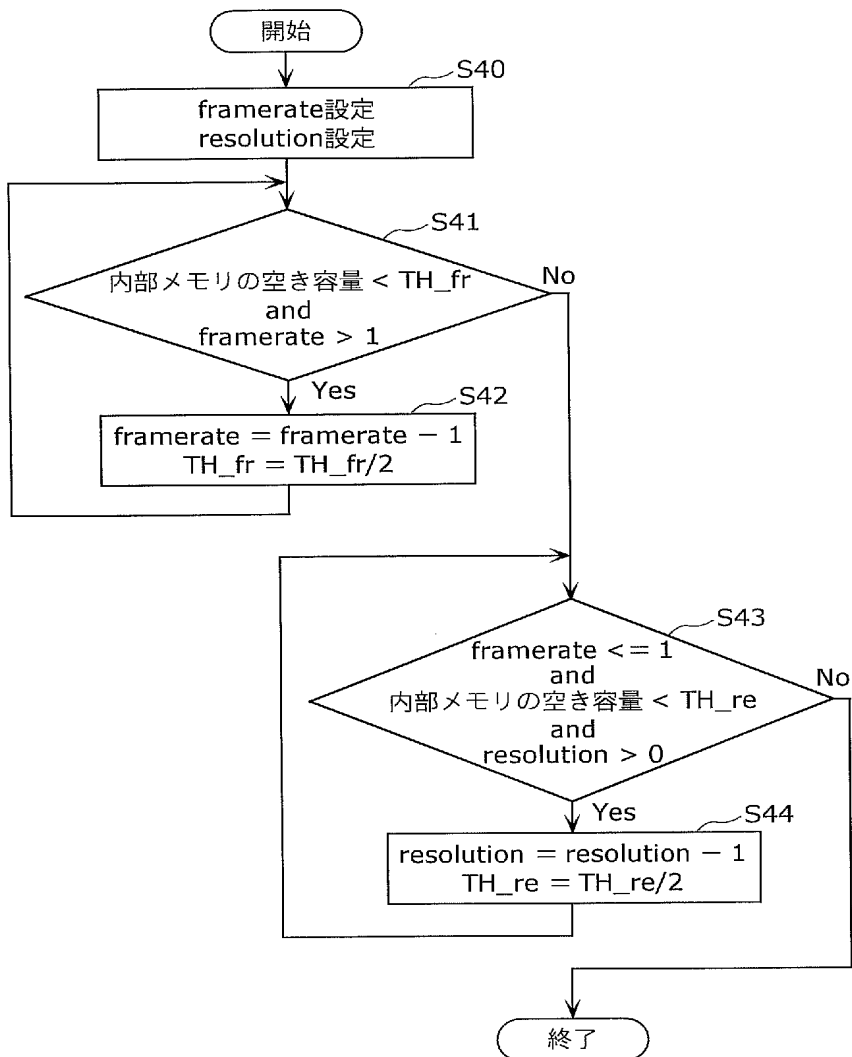 開始
S40
framerate設定
resolution設定
S41
内部メモリの空き容量 < TH_fr
and
framerate > 1
No
Yes
S42
framerate = framerate − 1
TH_fr = TH_fr/2
S43
framerate <= 1
and
内部メモリの空き容量 < TH_re
and
resolution > 0
No
Yes
S44
resolution = resolution − 1
TH_re = TH_re/2
終了